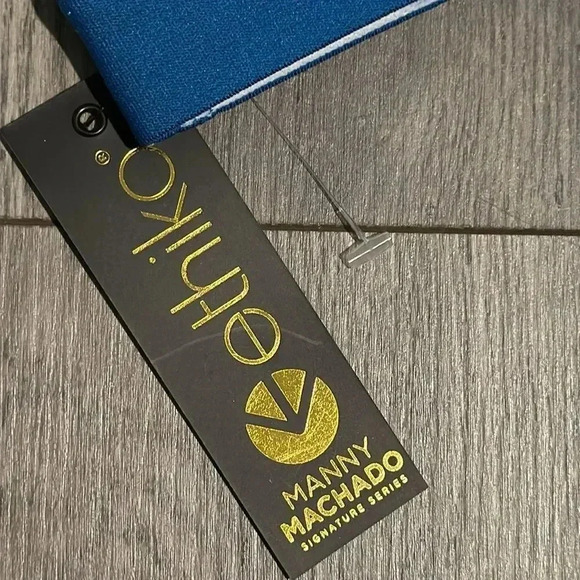 ethika®
MANNY
MACHADO
SIGNATURE SERIES